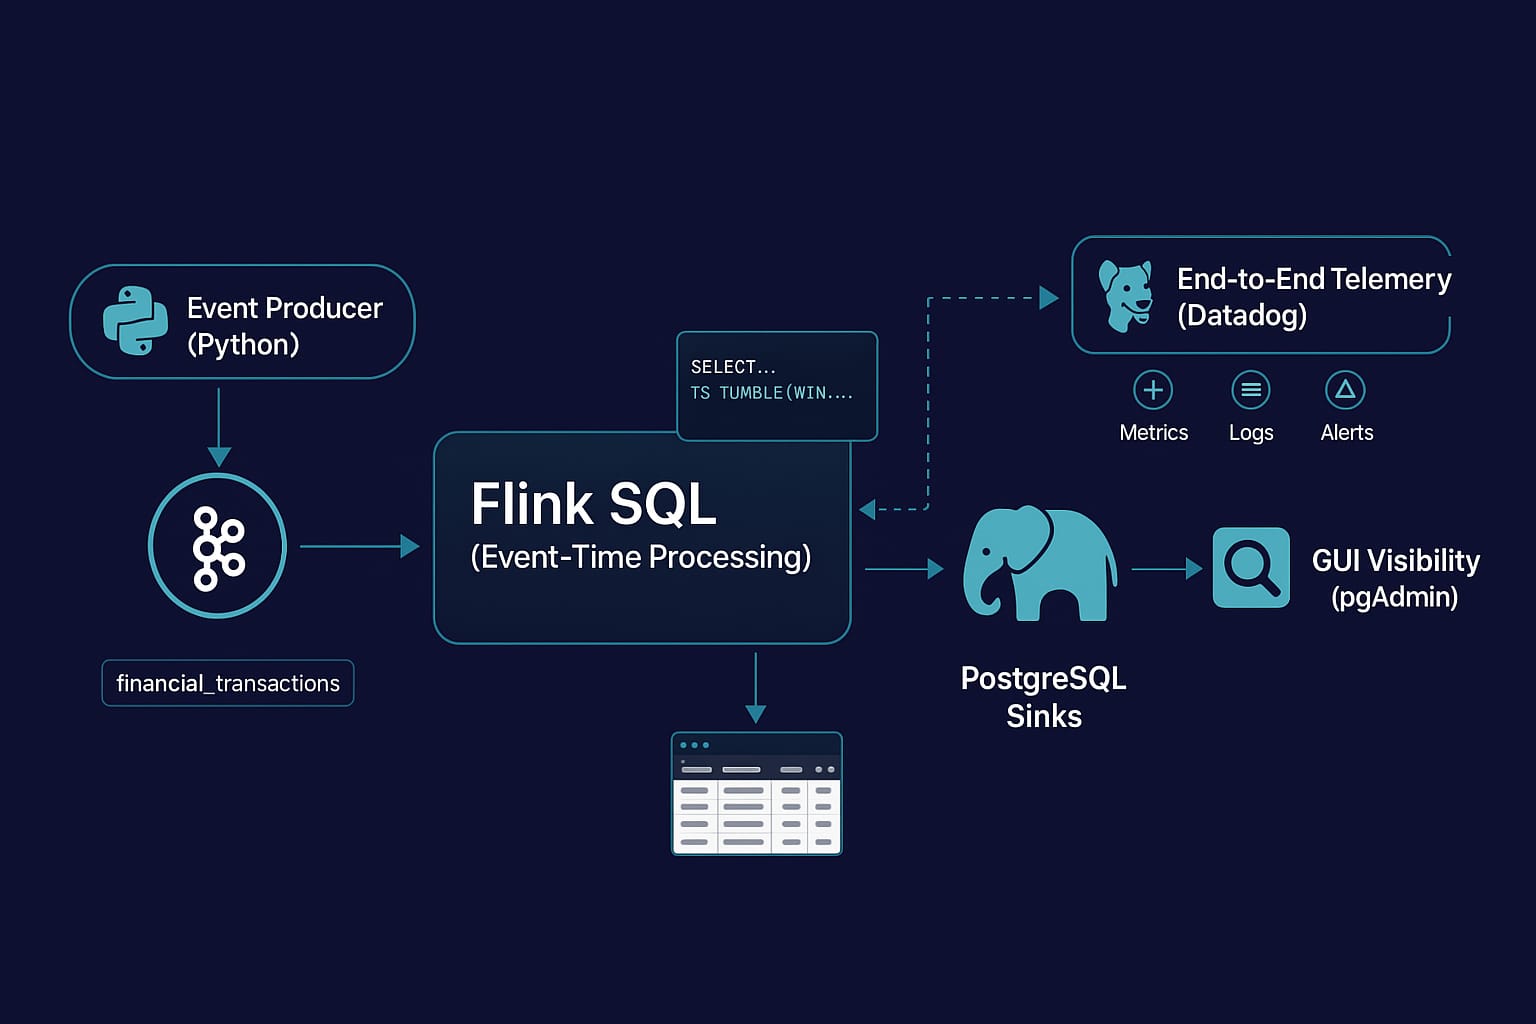 Event Producer
(Python)
financial_transactions
SELECT...
TS TUMBLE(WIN....
Flink SQL
(Event-Time Processing)
End-to-End Telemery
(Datadog)
Metrics
Logs
Alerts
PostgreSQL
Sinks
GUI Visibility
(pgAdmin)